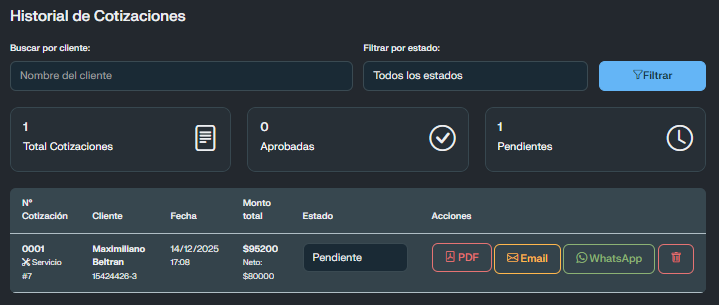 Historial de Cotizaciones
Buscar por cliente:
Filtrar por estado:
Nombre del cliente
Todos los estados
Filtrar
1
Total Cotizaciones
0
Aprobadas
1
Pendientes
N° Cotización
Cliente
Fecha
Monto total
Estado
Acciones
0001
Servicio #7
Maximiliano Beltran
15424426-3
14/12/2025
17:08
$95200
Neto: $80000
Pendiente
PDF
Email
WhatsApp